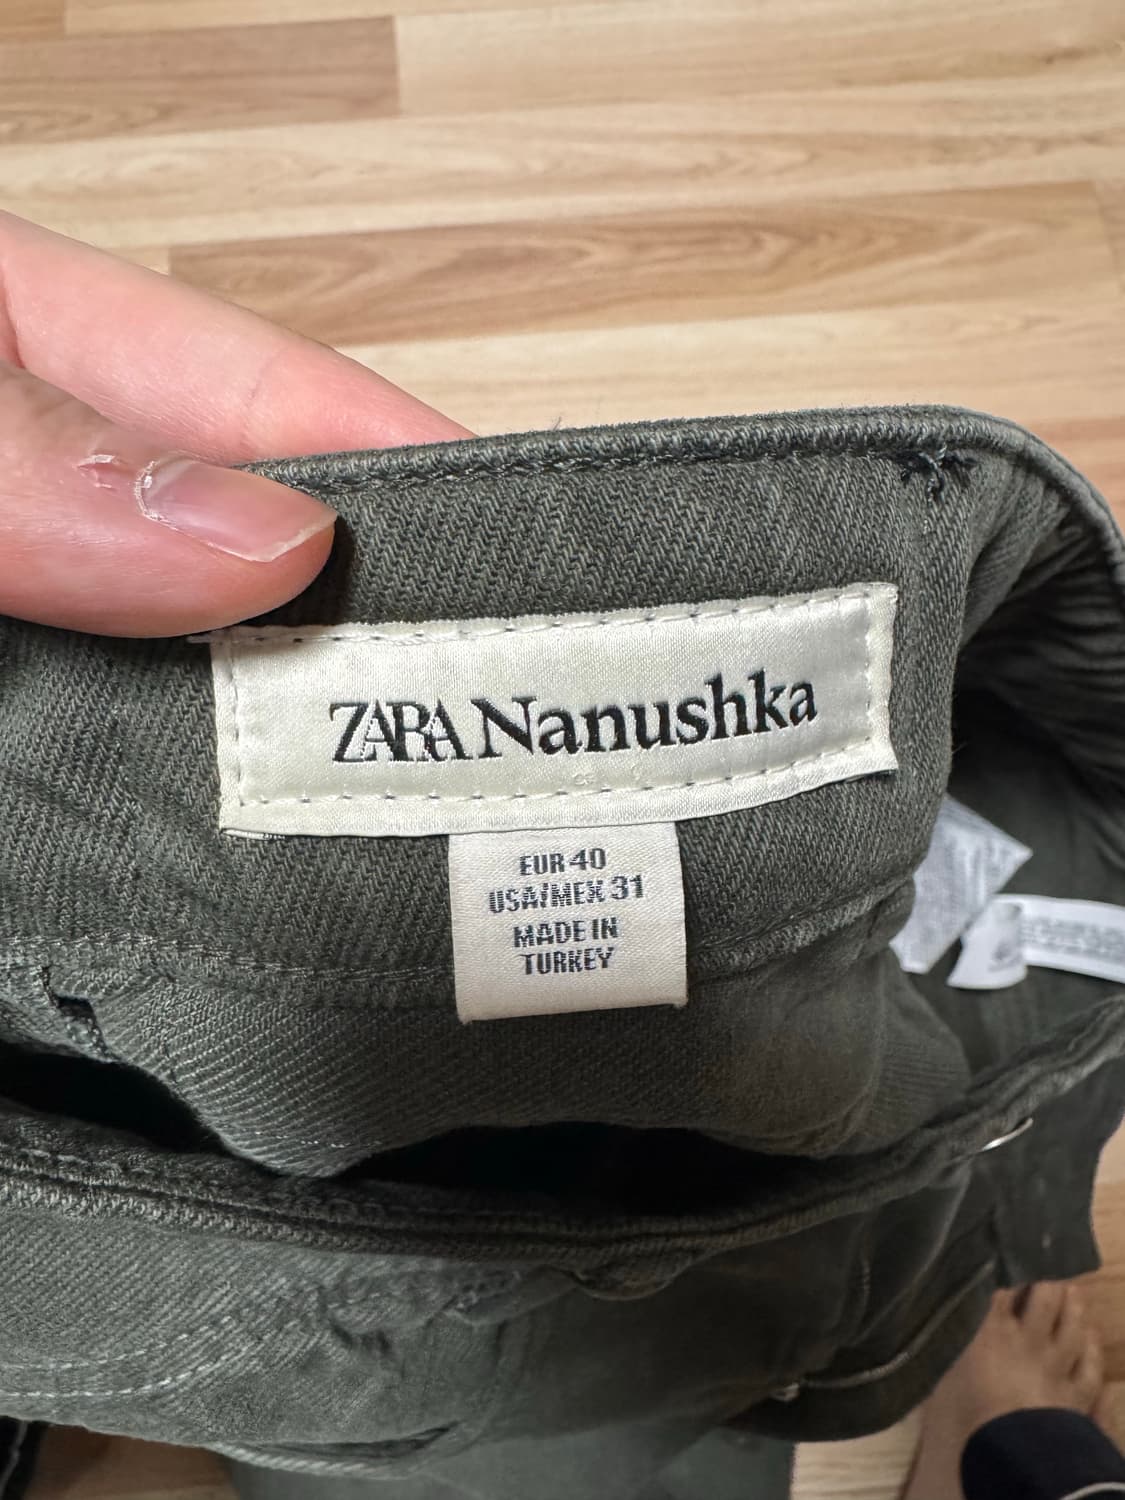 ZARA Nanushka
EUR 40
USA/MEX 31
MADE IN
TURKEY